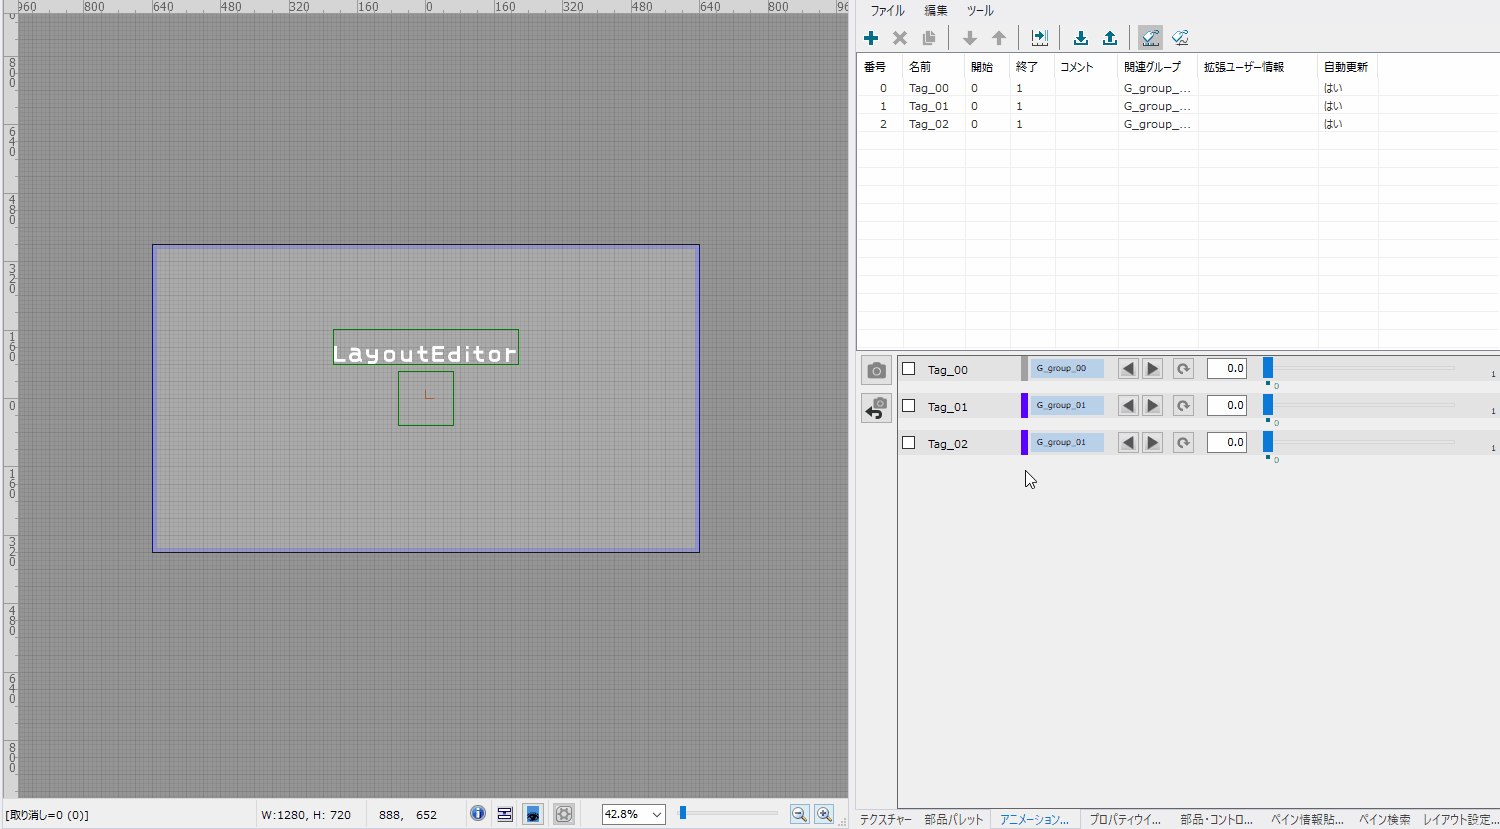 960 800 640 480 320 160 0 160 320 480 640 800 96
0
800
640
480
320
160
0
160
320
480
640
800
LayoutEditor
[取り消し=0 (0)]
W:1280, H: 720
888, 652
42.8%
ファイル 編集 ツール
番号 名前 開始 終了 コメント 関連グループ 拡張ユーザー情報 自動更新
0 Tag_00 0 1 G_group_... はい
1 Tag_01 0 1 G_group_... はい
2 Tag_02 0 1 G_group_... はい
Tag_00 G_group_00 0.0 0 1
Tag_01 G_group_01 0.0 0 1
Tag_02 G_group_01 0.0 0 1
テクスチャー 部品パレット アニメーション... プロパティウイ... 部品・コントロ... ペイン情報貼... ペイン検索 レイアウト設定...